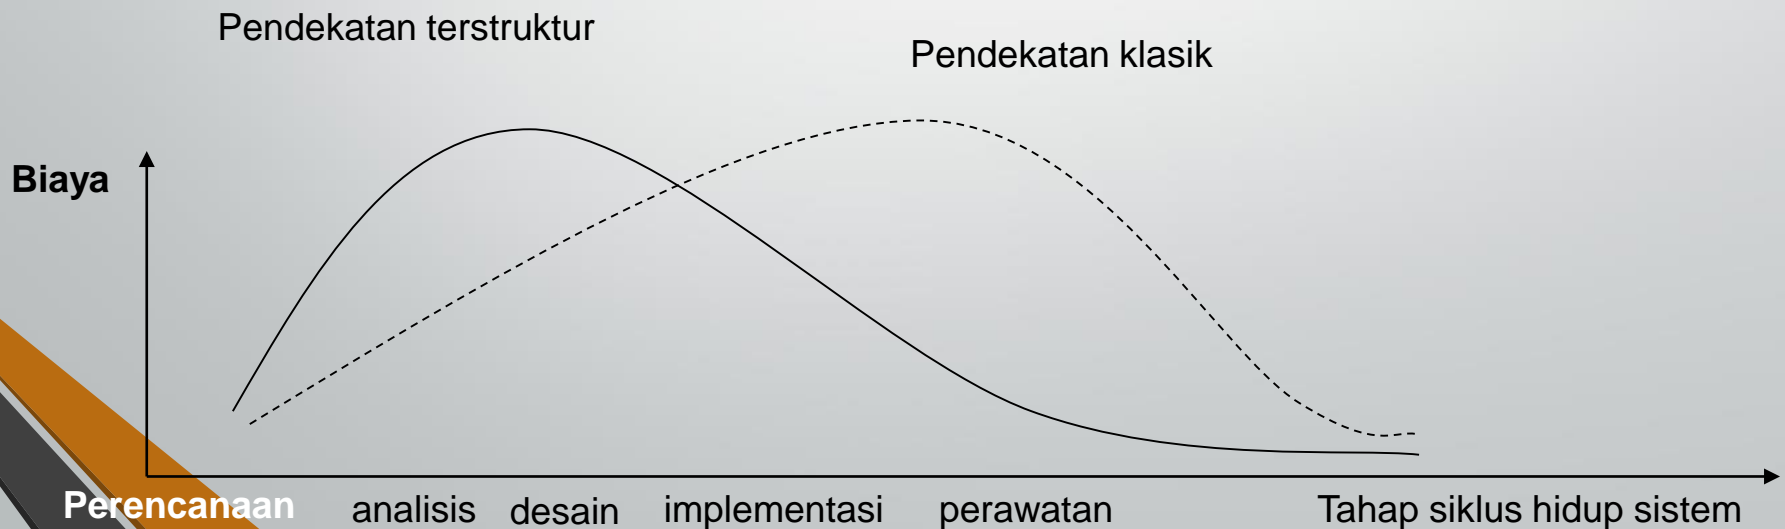 Pendekatan terstruktur
Pendekatan klasik
Biaya
Perencanaan analisis desain implementasi perawatan Tahap siklus hidup sistem